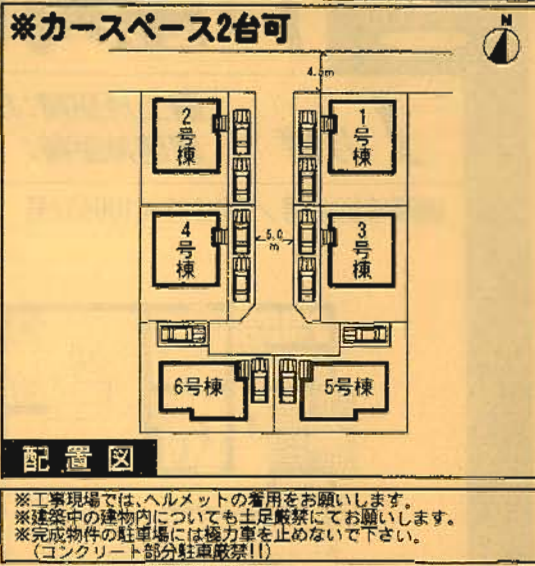 ※カースペース2台可
N
4.5m
2号棟
1号棟
4号棟
5.0m
3号棟
6号棟
5号棟
配置図
※工事現場では、ヘルメットの着用をお願いします。
※建築中の建物内についても土足厳禁にてお願いします。
※完成物件の駐車場には極力車を止めないで下さい。
(コンクリート部分駐車厳禁!!)